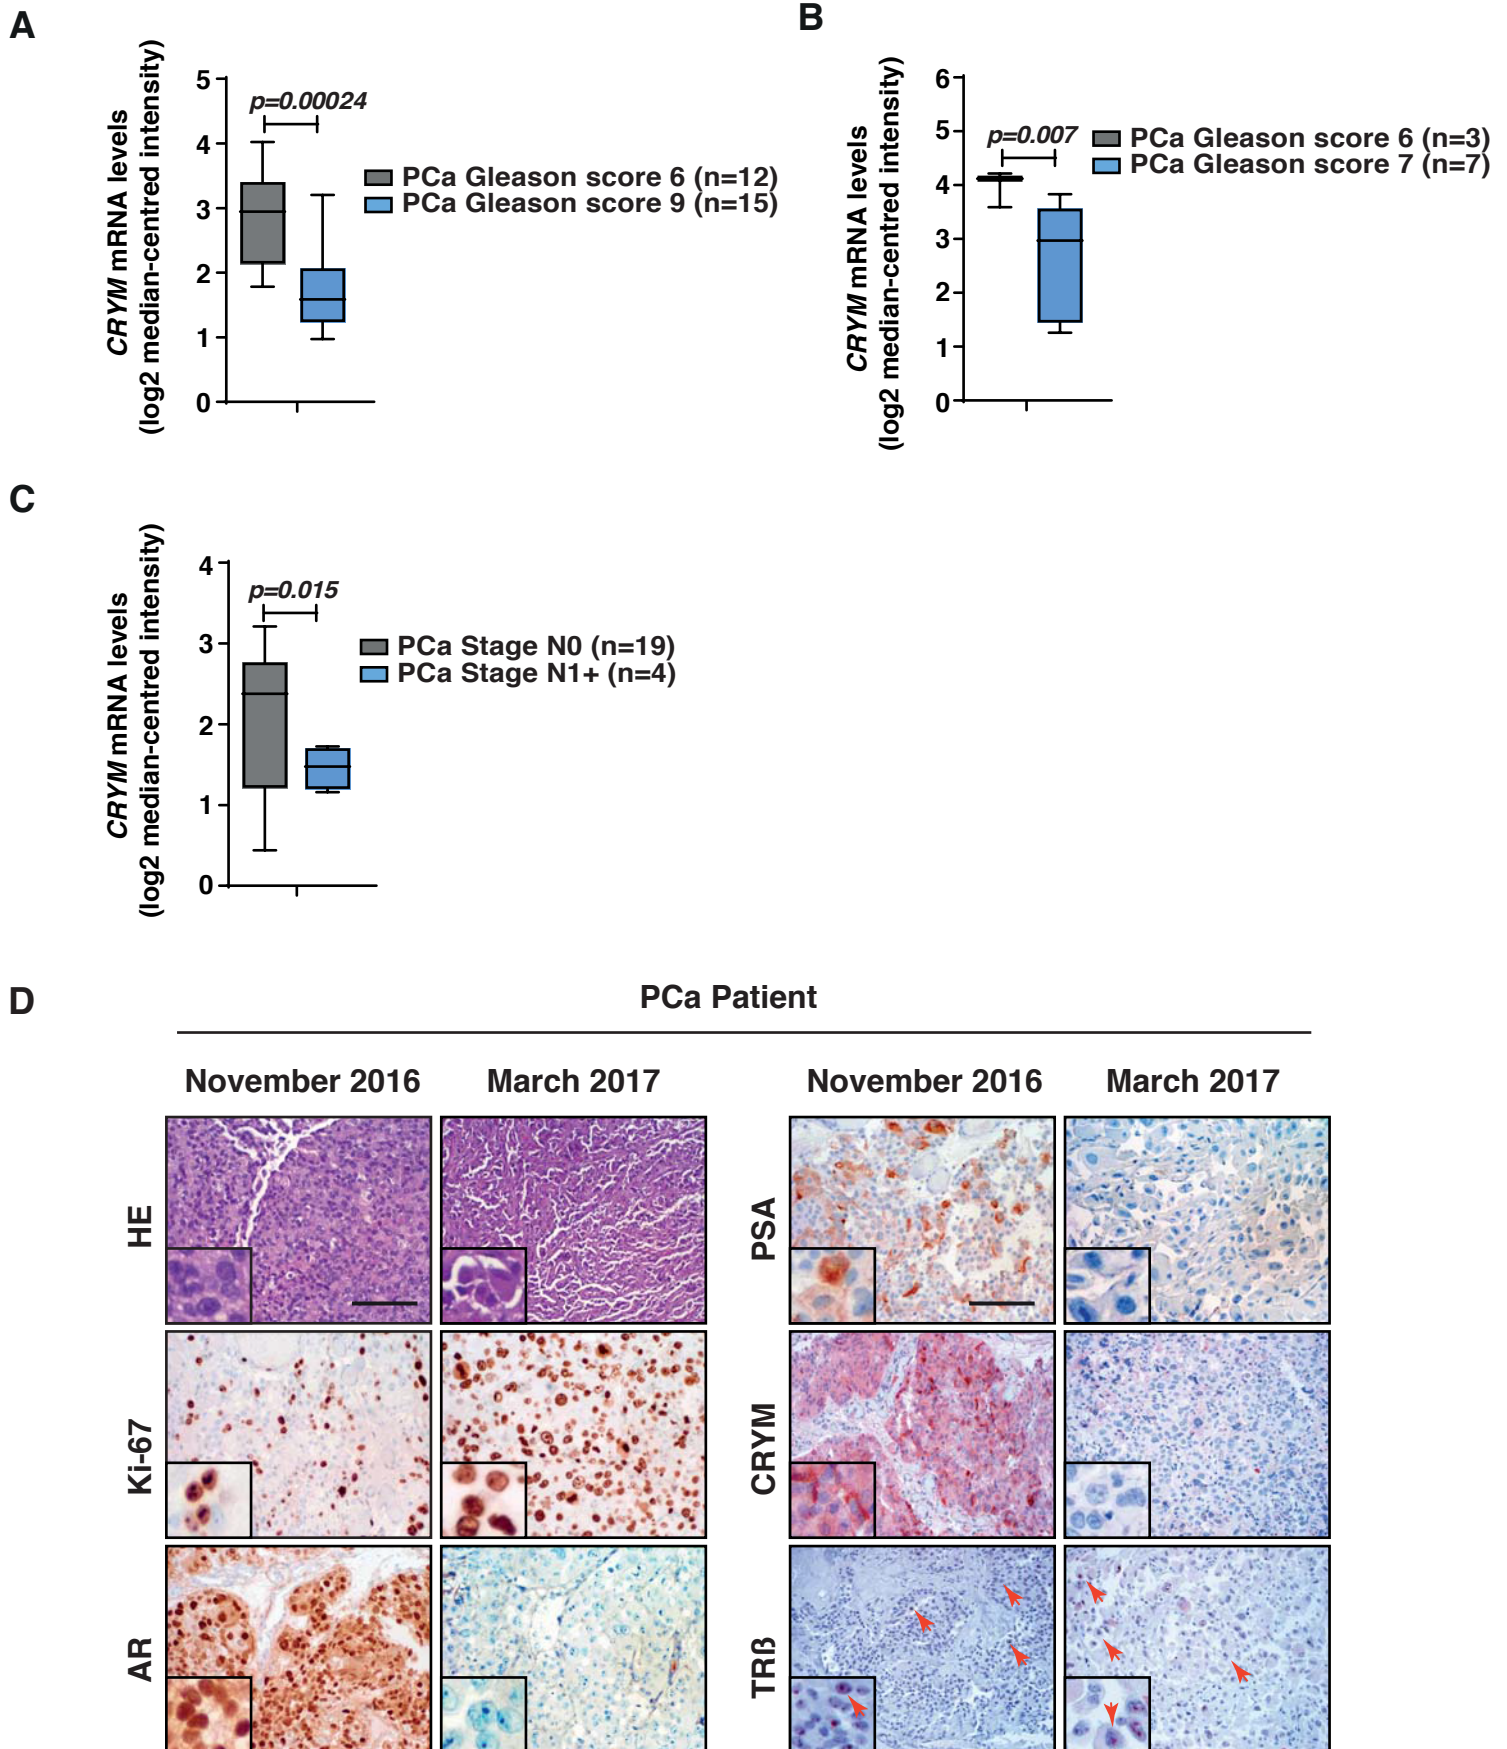 A
CRYM mRNA levels
(log2 median-centred intensity)
5
4
3
2
1
0
p=0.00024
PCa Gleason score 6 (n=12)
PCa Gleason score 9 (n=15)
B
CRYM mRNA levels
(log2 median-centred intensity)
6
5
4
3
2
1
0
p=0.007
PCa Gleason score 6 (n=3)
PCa Gleason score 7 (n=7)
C
CRYM mRNA levels
(log2 median-centred intensity)
4
3
2
1
0
p=0.015
PCa Stage N0 (n=19)
PCa Stage N1+ (n=4)
D
PCa Patient
November 2016
March 2017
November 2016
March 2017
HE
PSA
Ki-67
CRYM
AR
TRß